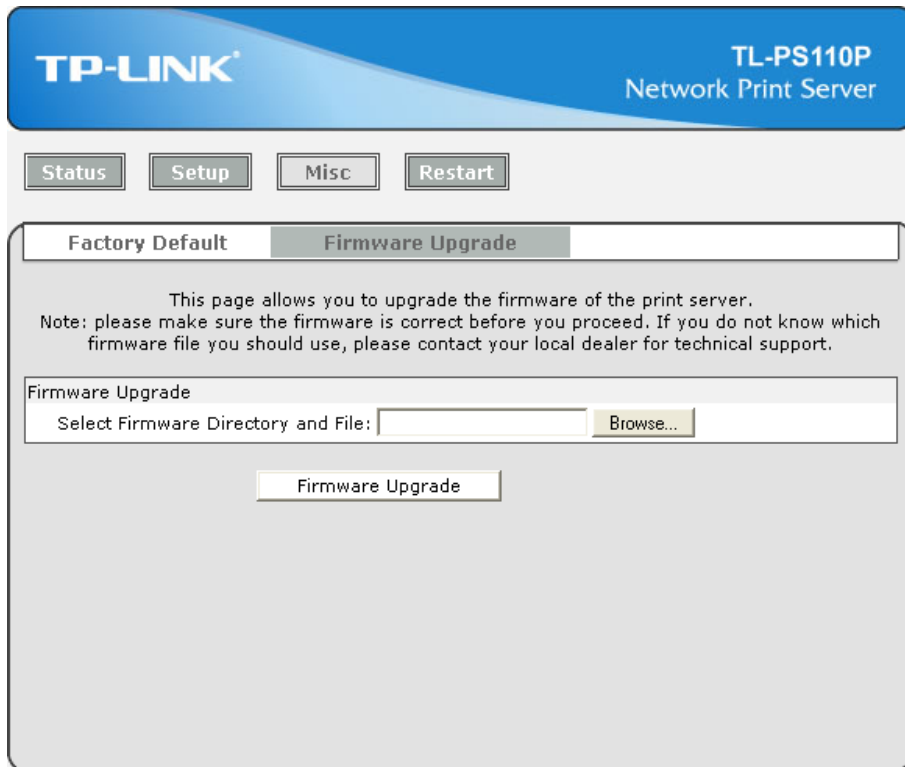 TP-LINK
TL-PS110P
Network Print Server
Status Setup Misc Restart
Factory Default Firmware Upgrade
This page allows you to upgrade the firmware of the print server.
Note: please make sure the firmware is correct before you proceed. If you do not know which
firmware file you should use, please contact your local dealer for technical support.
Firmware Upgrade
Select Firmware Directory and File: Browse...
Firmware Upgrade